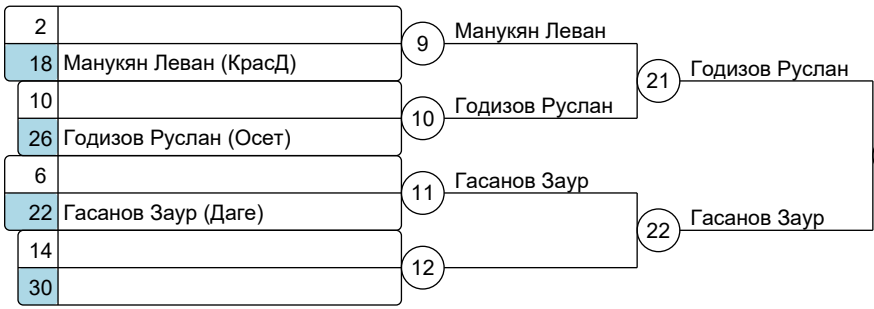 2
18 Манукян Леван (КрасД)
9
Манукян Леван
10
26 Годизов Руслан (Осет)
10
Годизов Руслан
21
Годизов Руслан
6
22 Гасанов Заур (Даге)
11
Гасанов Заур
14
30
12
22
Гасанов Заур